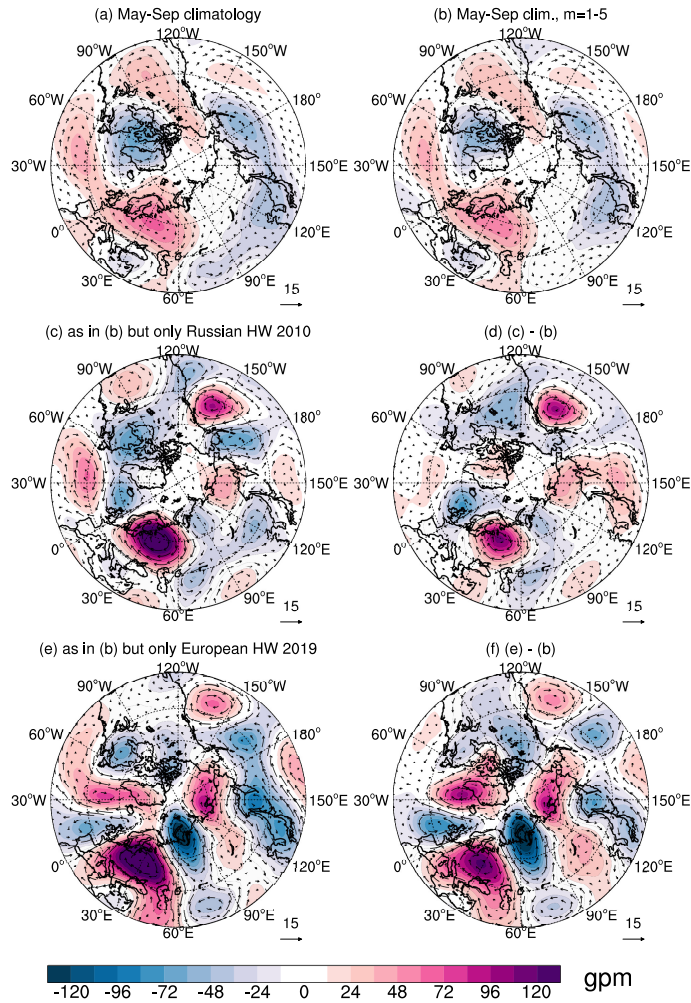 (a) May-Sep climatology
(b) May-Sep clim., m=1-5
120°W
120°W
90°W
150°W
90°W
150°W
60°W
180°
60°W
180°
30°W
150°E
30°W
150°E
0°
120°E
0°
120°E
30°E
90°E
30°E
90°E
60°E
15
60°E
15
(c) as in (b) but only Russian HW 2010
(d) (c) - (b)
120°W
120°W
90°W
150°W
90°W
150°W
60°W
180°
60°W
180°
30°W
150°E
30°W
150°E
0°
120°E
0°
120°E
30°E
90°E
30°E
90°E
60°E
15
60°E
15
(e) as in (b) but only European HW 2019
(f) (e) - (b)
120°W
120°W
90°W
150°W
90°W
150°W
60°W
180°
60°W
180°
30°W
150°E
30°W
150°E
0°
120°E
0°
120°E
30°E
90°E
30°E
90°E
60°E
15
60°E
15
-120 -96 -72 -48 -24 0 24 48 72 96 120
gpm